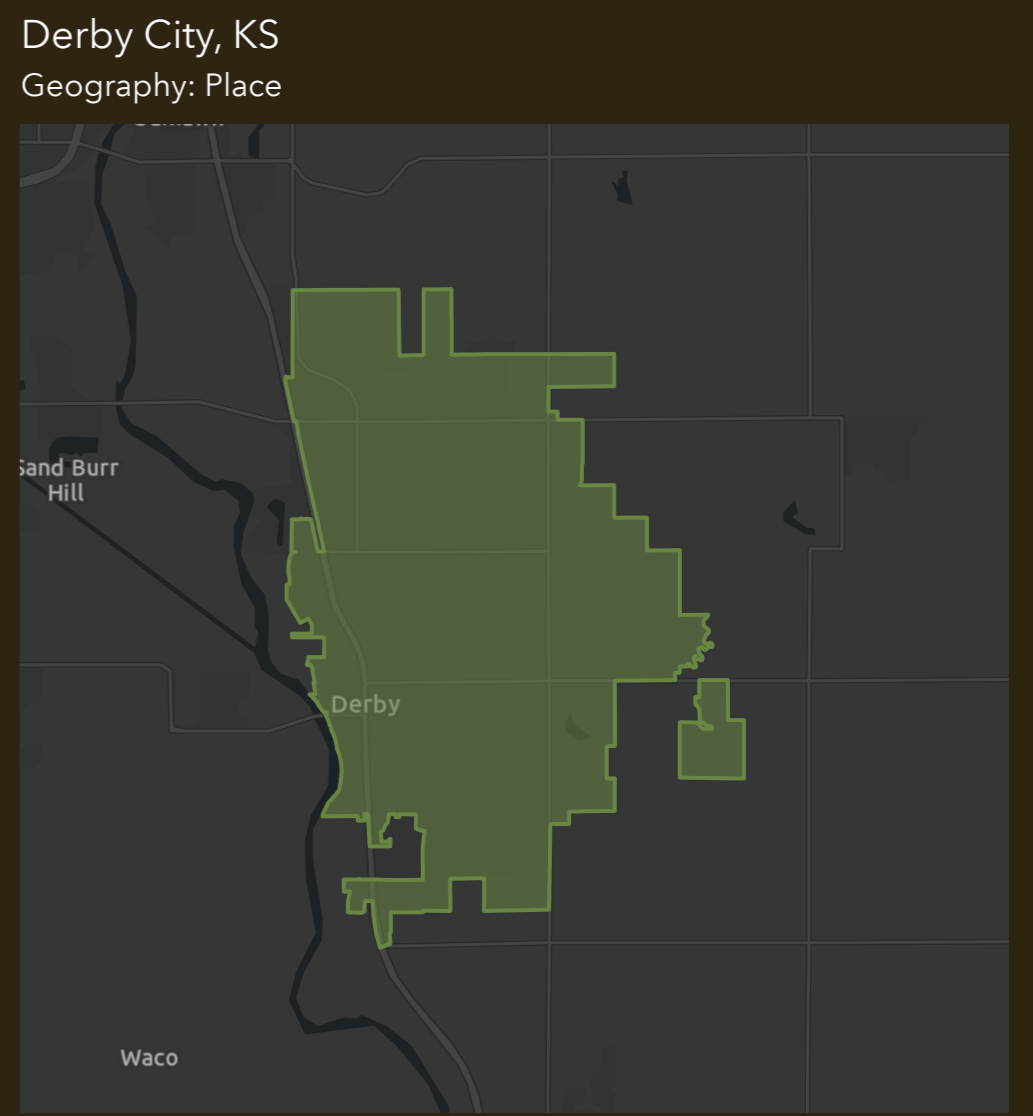 Derby City, KS
Geography: Place
Sand Burr
Hill
Derby
Waco